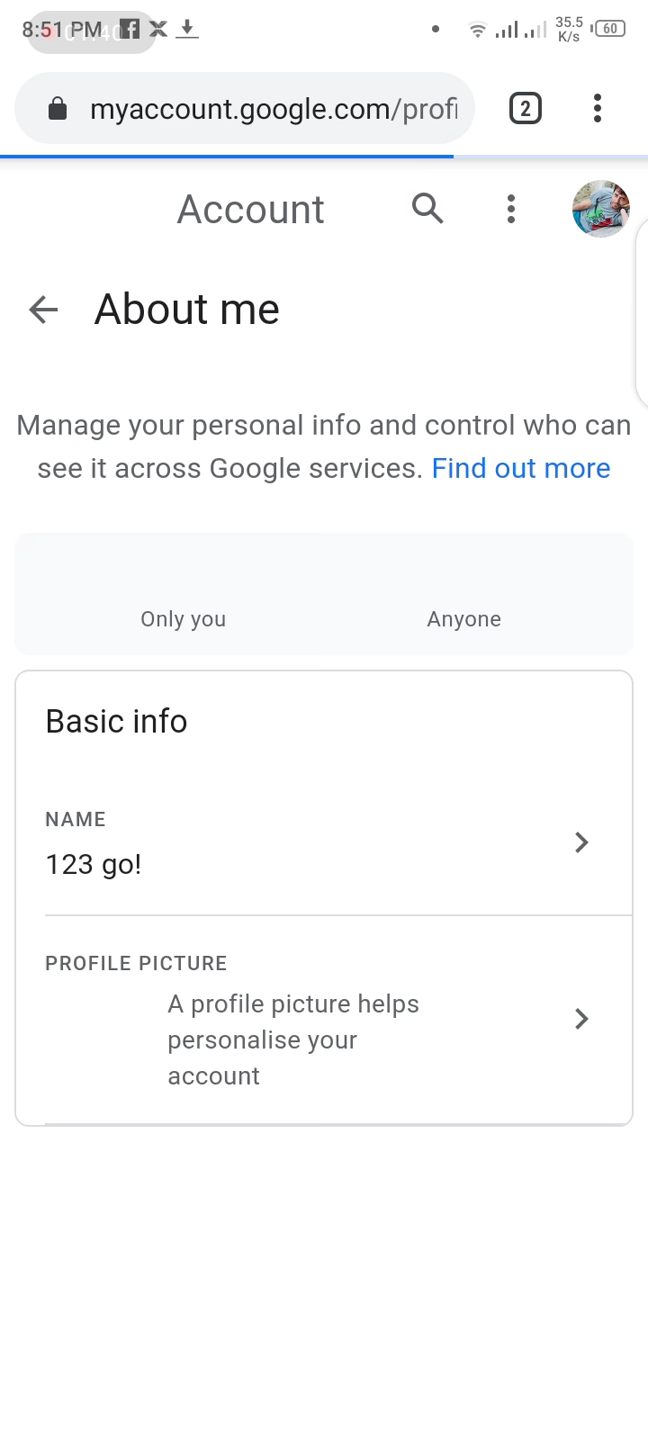 8:51 PM
35.5
K/s
60
myaccount.google.com/profi
2
Account
About me
Manage your personal info and control who can
see it across Google services. Find out more
Only you Anyone
Basic info
NAME
123 go!
PROFILE PICTURE
A profile picture helps
personalise your
account